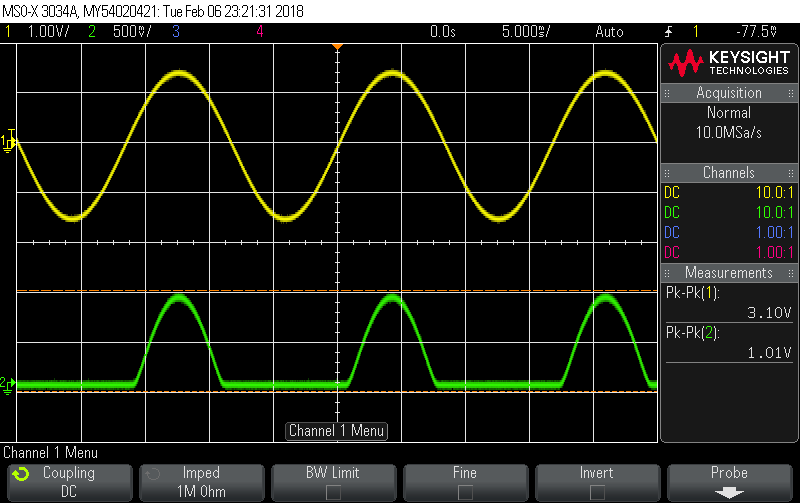 MSO-X 3034A, MY54020421: Tue Feb 06 23:21:31 2018
1 1.00V/ 2 500mV/ 3 4 0.0s 5.000ms/ Auto 1 -77.5mV
KEYSIGHT
TECHNOLOGIES
Acquisition
Normal
10.0MSa/s
Channels
DC 10.0:1
DC 10.0:1
DC 1.00:1
DC 1.00:1
Measurements
Pk-Pk(1):
3.10V
Pk-Pk(2):
1.01V
1
T
2
Channel 1 Menu
Channel 1 Menu
Coupling
DC
Imped
1M Ohm
BW Limit
Fine
Invert
Probe